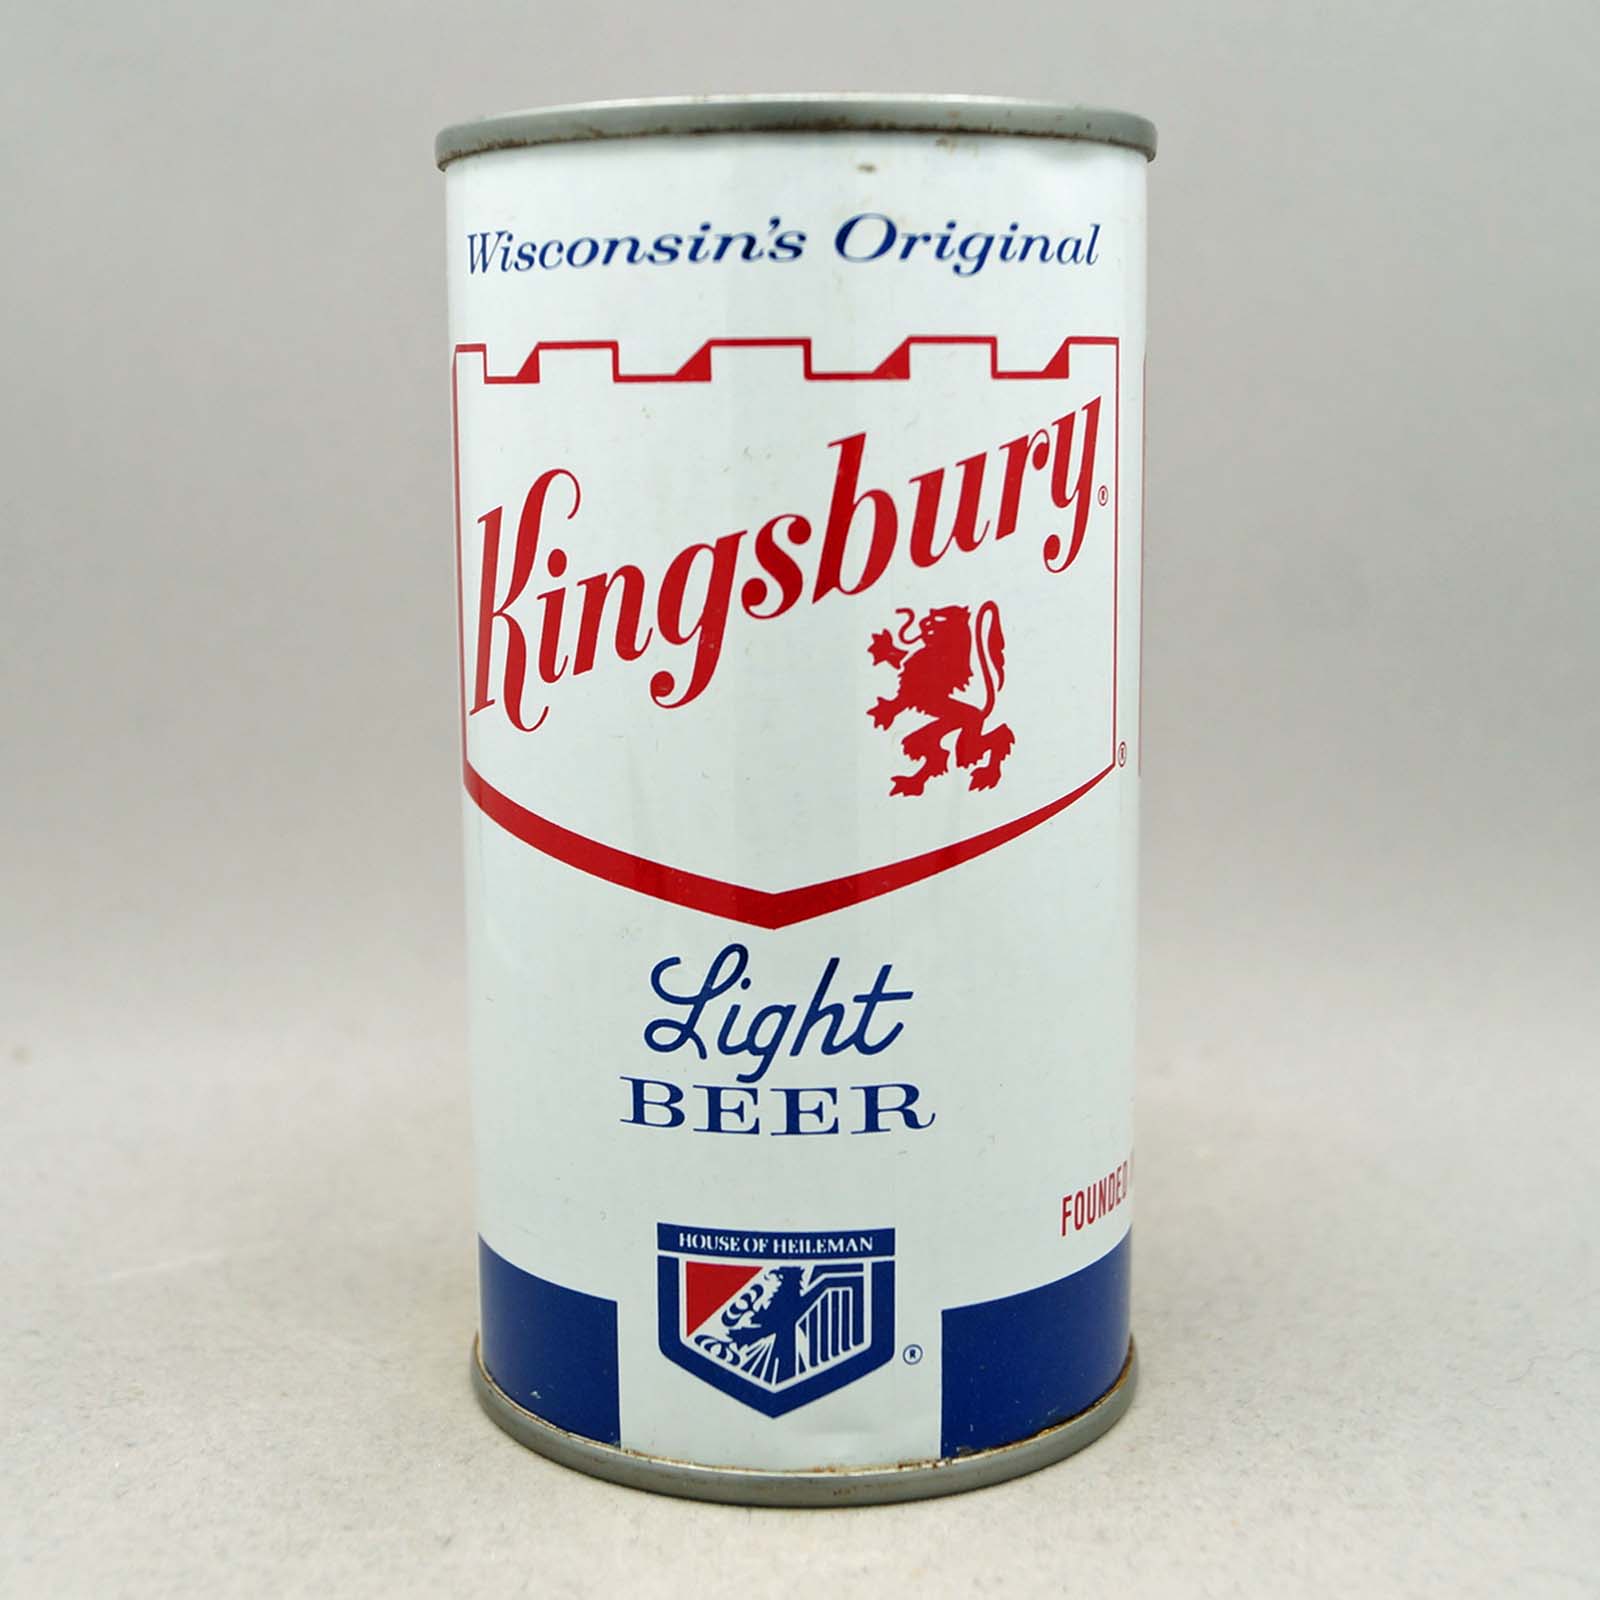 Wisconsin's Original
Kingsbury®
®
Light
BEER
FOUNDED
HOUSE OF HEILEMAN
®